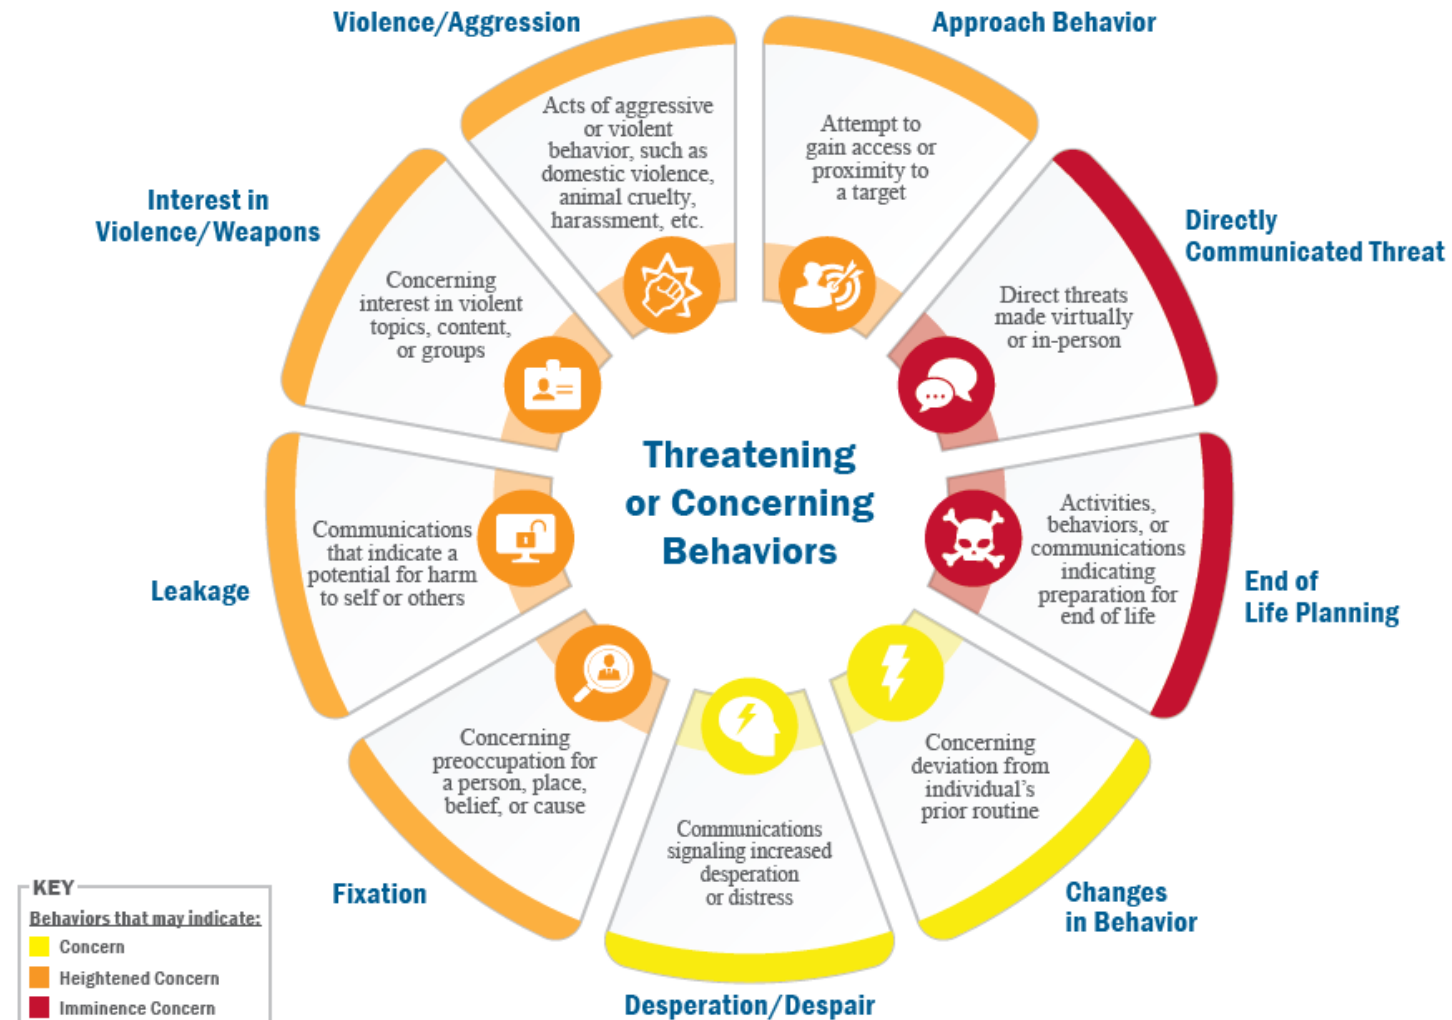 Violence/Aggression
Acts of aggressive
or violent
behavior, such as
domestic violence,
animal cruelty,
harassment, etc.
Approach Behavior
Attempt to
gain access or
proximity to
a target
Directly
Communicated Threat
Direct threats
made virtually
or in-person
End of
Life Planning
Activities,
behaviors, or
communications
indicating
preparation for
end of life
Changes
in Behavior
Concerning
deviation from
individual’s
prior routine
Desperation/Despair
Communications
signaling increased
desperation
or distress
Fixation
Concerning
preoccupation for
a person, place,
belief, or cause
Leakage
Communications
that indicate a
potential for harm
to self or others
Interest in
Violence/Weapons
Concerning
interest in violent
topics, content,
or groups
Threatening
or Concerning
Behaviors
KEY
Behaviors that may indicate:
Concern
Heightened Concern
Imminence Concern